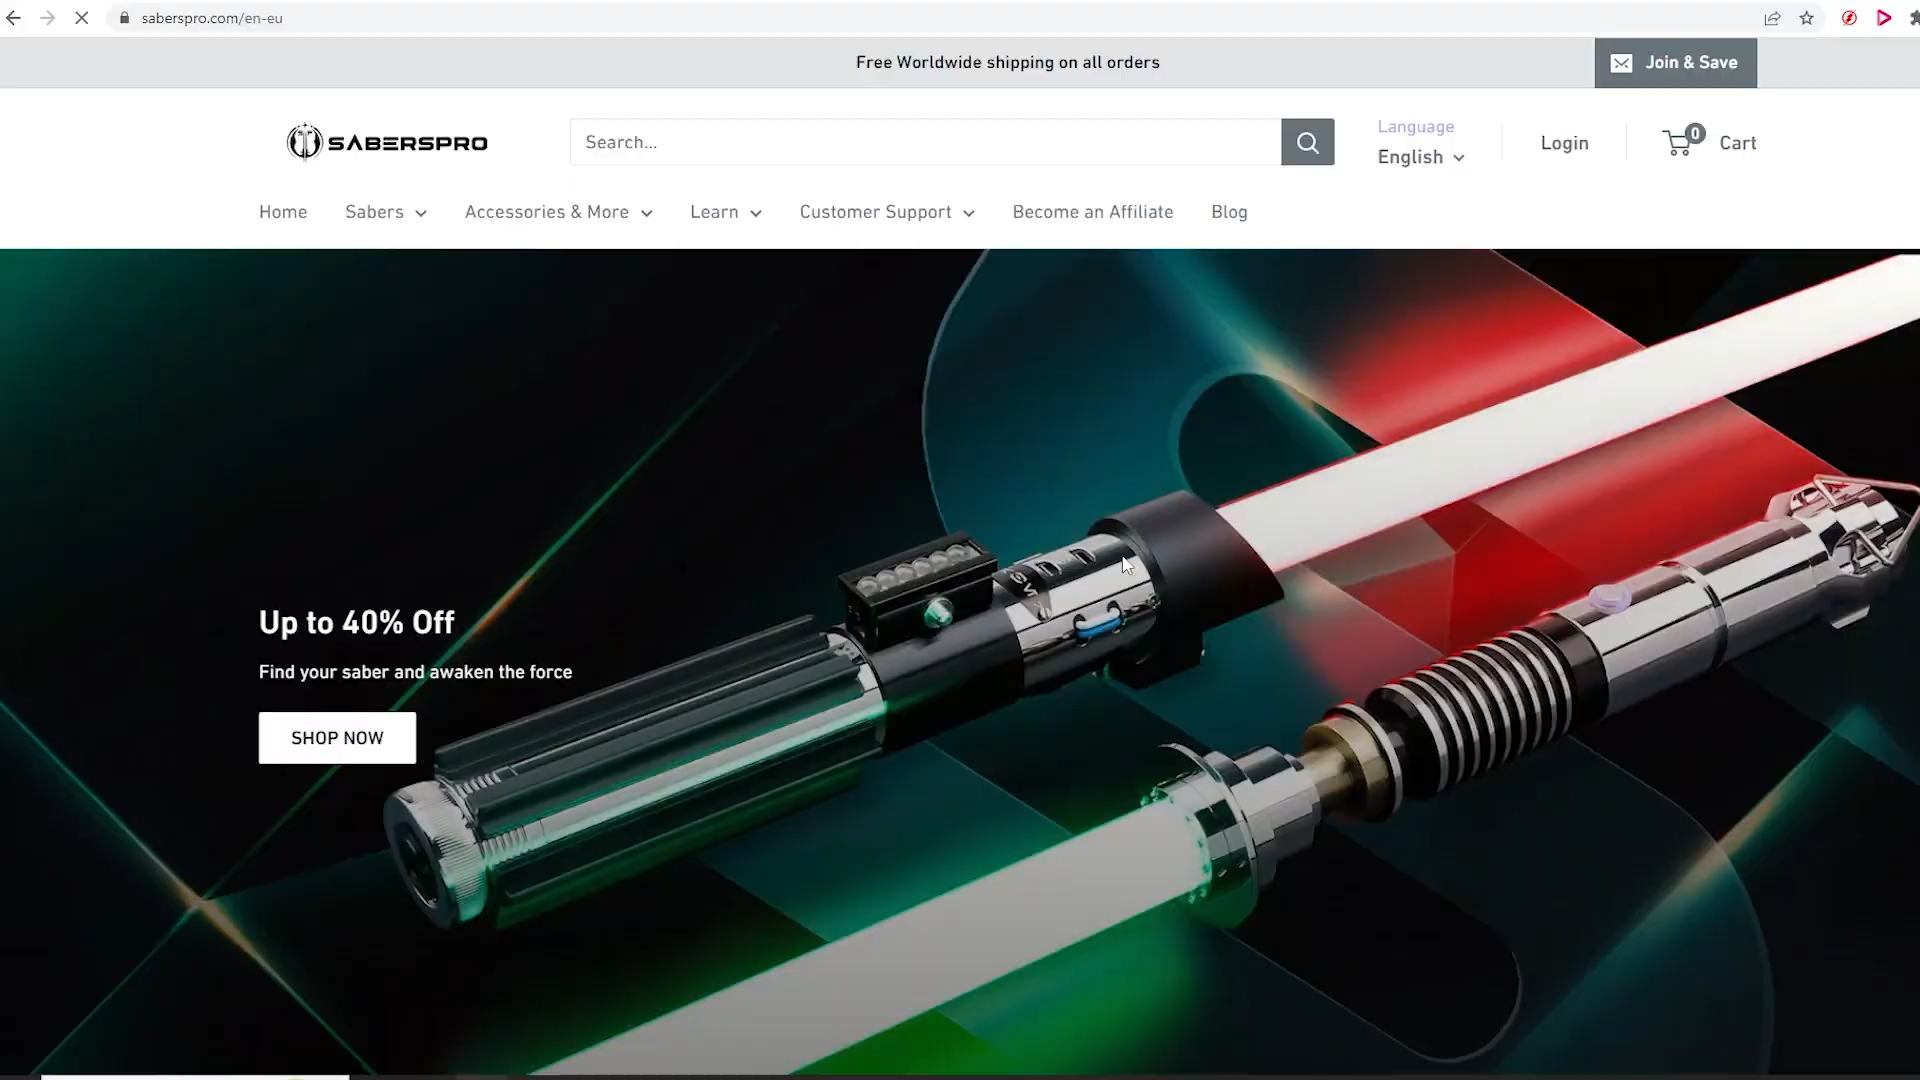 saberspro.com/en-eu
Free Worldwide shipping on all orders
Join & Save
SABERSPRO
Search...
Language
English
Login
0
Cart
Home
Sabers
Accessories & More
Learn
Customer Support
Become an Affiliate
Blog
Up to 40% Off
Find your saber and awaken the force
SHOP NOW